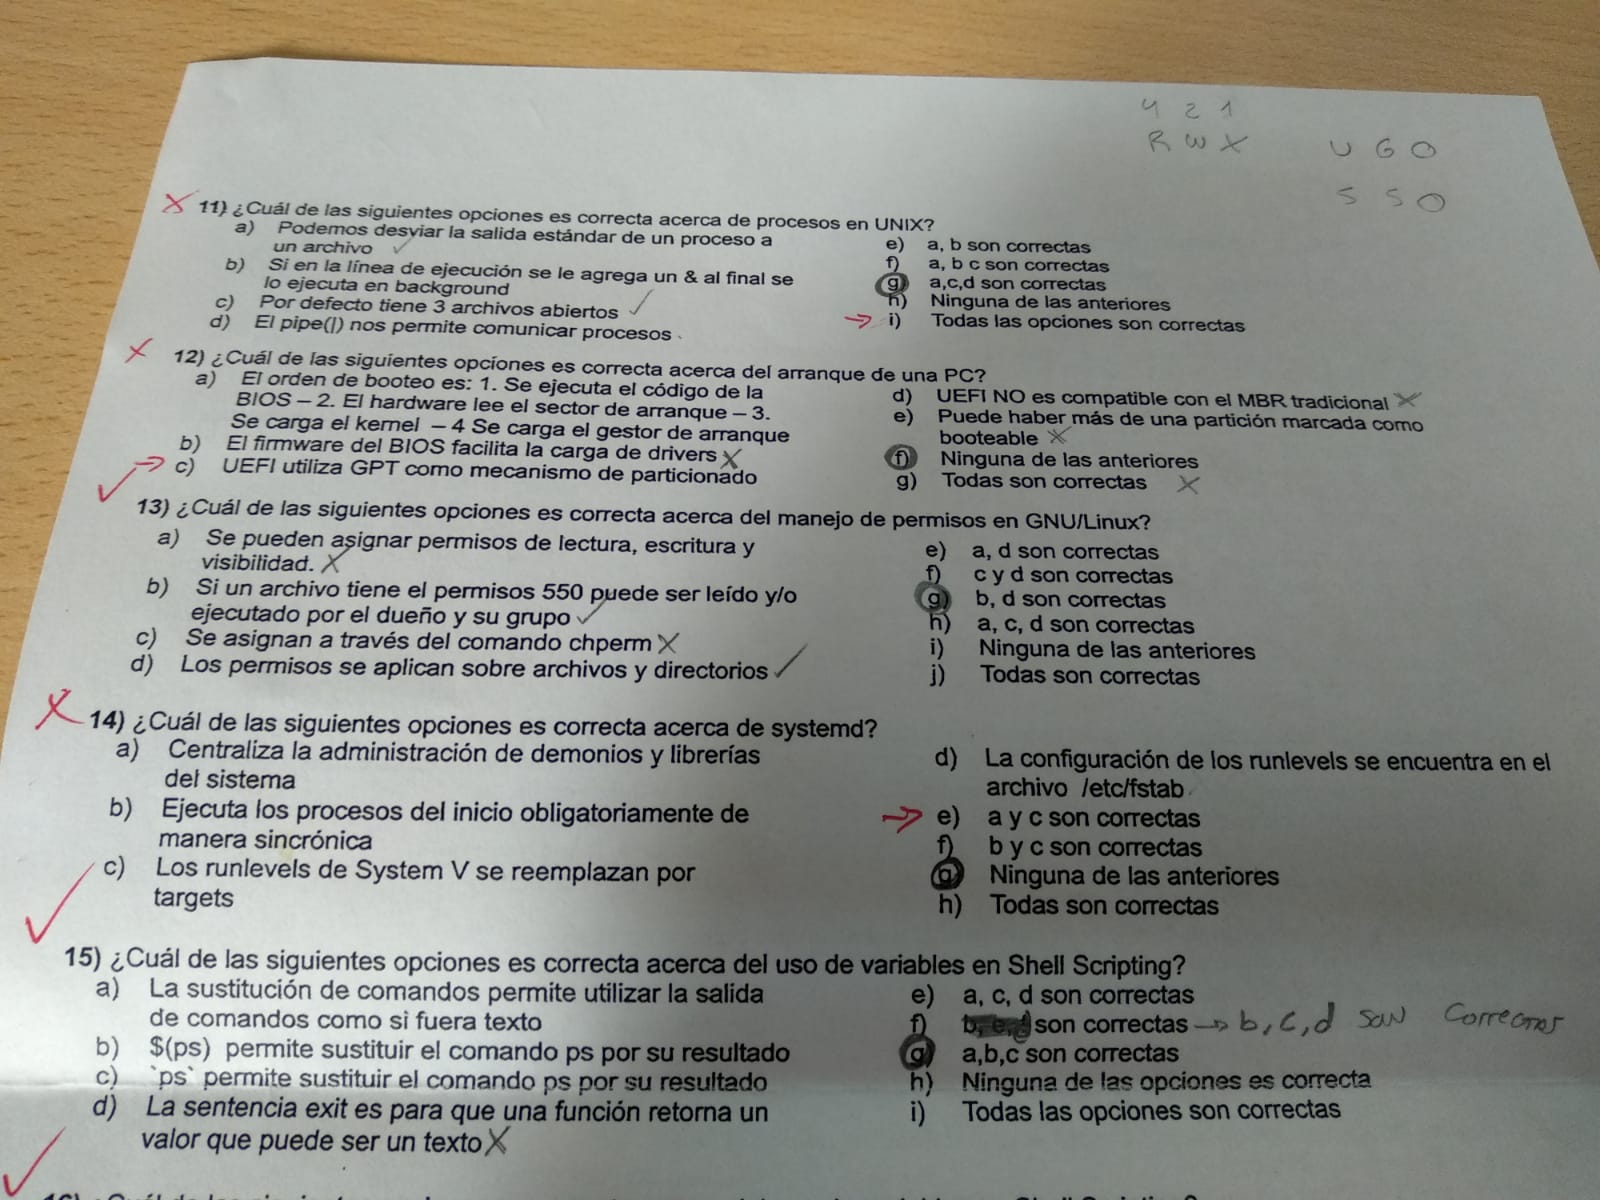 4 2 1
R W X
U G O
5 5 0
11) ¿Cuál de las siguientes opciones es correcta acerca de procesos en UNIX?
a) Podemos desviar la salida estándar de un proceso a
un archivo
b) Si en la línea de ejecución se le agrega un & al final se
lo ejecuta en background
c) Por defecto tiene 3 archivos abiertos
d) El pipe(|) nos permite comunicar procesos
e) a, b son correctas
f) a, b c son correctas
g) a,c,d son correctas
h) Ninguna de las anteriores
i) Todas las opciones son correctas
12) ¿Cuál de las siguientes opciones es correcta acerca del arranque de una PC?
a) El orden de booteo es: 1. Se ejecuta el código de la
BIOS – 2. El hardware lee el sector de arranque – 3.
Se carga el kernel – 4 Se carga el gestor de arranque
b) El firmware del BIOS facilita la carga de drivers
c) UEFI utiliza GPT como mecanismo de particionado
d) UEFI NO es compatible con el MBR tradicional
e) Puede haber más de una partición marcada como
booteable
f) Ninguna de las anteriores
g) Todas son correctas
13) ¿Cuál de las siguientes opciones es correcta acerca del manejo de permisos en GNU/Linux?
a) Se pueden asignar permisos de lectura, escritura y
visibilidad.
b) Si un archivo tiene el permisos 550 puede ser leído y/o
ejecutado por el dueño y su grupo
c) Se asignan a través del comando chperm
d) Los permisos se aplican sobre archivos y directorios
e) a, d son correctas
f) c y d son correctas
g) b, d son correctas
h) a, c, d son correctas
i) Ninguna de las anteriores
j) Todas son correctas
14) ¿Cuál de las siguientes opciones es correcta acerca de systemd?
a) Centraliza la administración de demonios y librerías
del sistema
b) Ejecuta los procesos del inicio obligatoriamente de
manera sincrónica
c) Los runlevels de System V se reemplazan por
targets
d) La configuración de los runlevels se encuentra en el
archivo /etc/fstab
e) a y c son correctas
f) b y c son correctas
g) Ninguna de las anteriores
h) Todas son correctas
15) ¿Cuál de las siguientes opciones es correcta acerca del uso de variables en Shell Scripting?
a) La sustitución de comandos permite utilizar la salida
de comandos como si fuera texto
b) $(ps) permite sustituir el comando ps por su resultado
c) `ps` permite sustituir el comando ps por su resultado
d) La sentencia exit es para que una función retorna un
valor que puede ser un texto
e) a, c, d son correctas
f) son correctas → b, c, d son correctas
g) a,b,c son correctas
h) Ninguna de las opciones es correcta
i) Todas las opciones son correctas